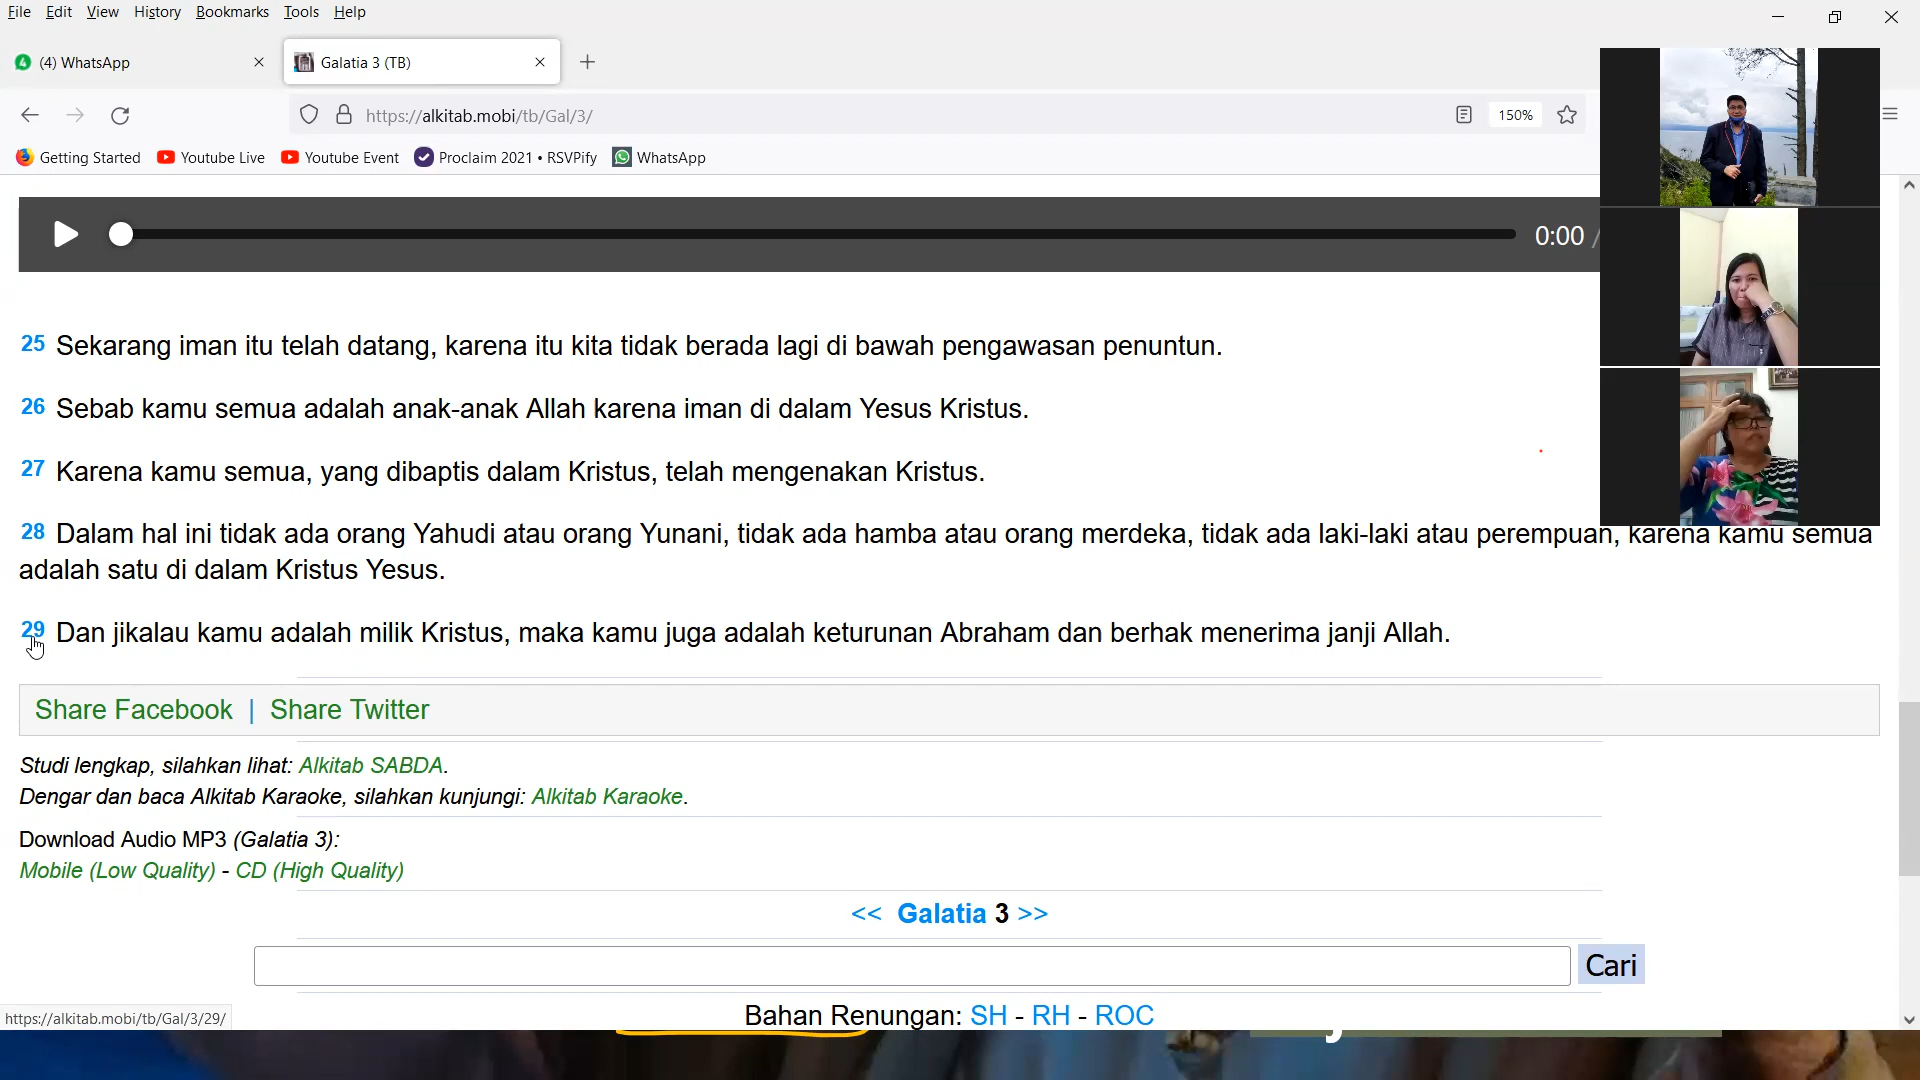 File Edit View History Bookmarks Tools Help
(4) WhatsApp
Galatia 3 (TB)
https://alkitab.mobi/tb/Gal/3/
150%
Getting Started Youtube Live Youtube Event Proclaim 2021 • RSVPify WhatsApp
0:00 /
25 Sekarang iman itu telah datang, karena itu kita tidak berada lagi di bawah pengawasan penuntun.
26 Sebab kamu semua adalah anak-anak Allah karena iman di dalam Yesus Kristus.
27 Karena kamu semua, yang dibaptis dalam Kristus, telah mengenakan Kristus.
28 Dalam hal ini tidak ada orang Yahudi atau orang Yunani, tidak ada hamba atau orang merdeka, tidak ada laki-laki atau perempuan, karena kamu semua
adalah satu di dalam Kristus Yesus.
29 Dan jikalau kamu adalah milik Kristus, maka kamu juga adalah keturunan Abraham dan berhak menerima janji Allah.
Share Facebook | Share Twitter
Studi lengkap, silahkan lihat: Alkitab SABDA.
Dengar dan baca Alkitab Karaoke, silahkan kunjungi: Alkitab Karaoke.
Download Audio MP3 (Galatia 3):
Mobile (Low Quality) - CD (High Quality)
<< Galatia 3 >>
Cari
Bahan Renungan: SH - RH - ROC
https://alkitab.mobi/tb/Gal/3/29/